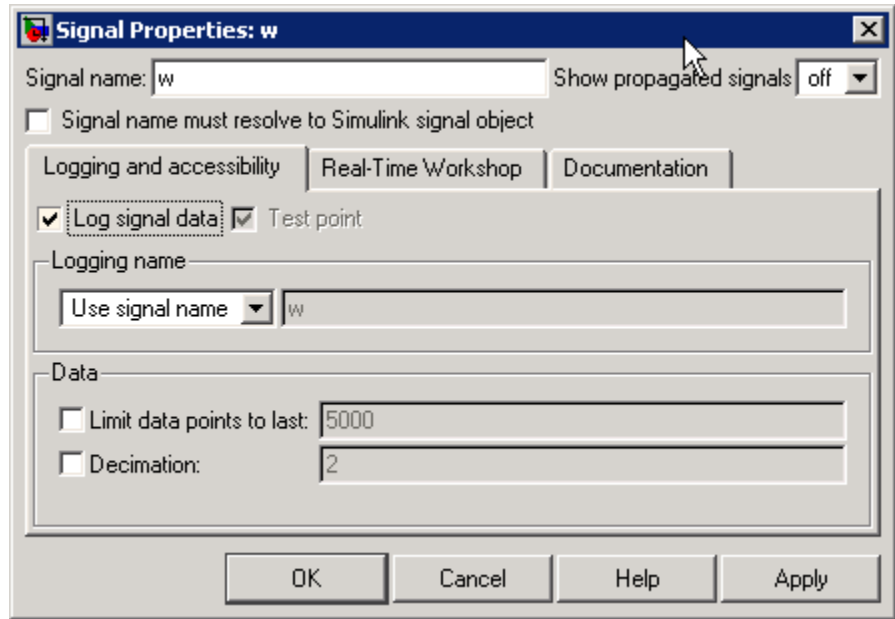 Signal Properties: w
Signal name: w Show propagated signals off
Signal name must resolve to Simulink signal object
Logging and accessibility Real-Time Workshop Documentation
Log signal data Test point
Logging name
Use signal name w
Data
Limit data points to last: 5000
Decimation: 2
OK Cancel Help Apply